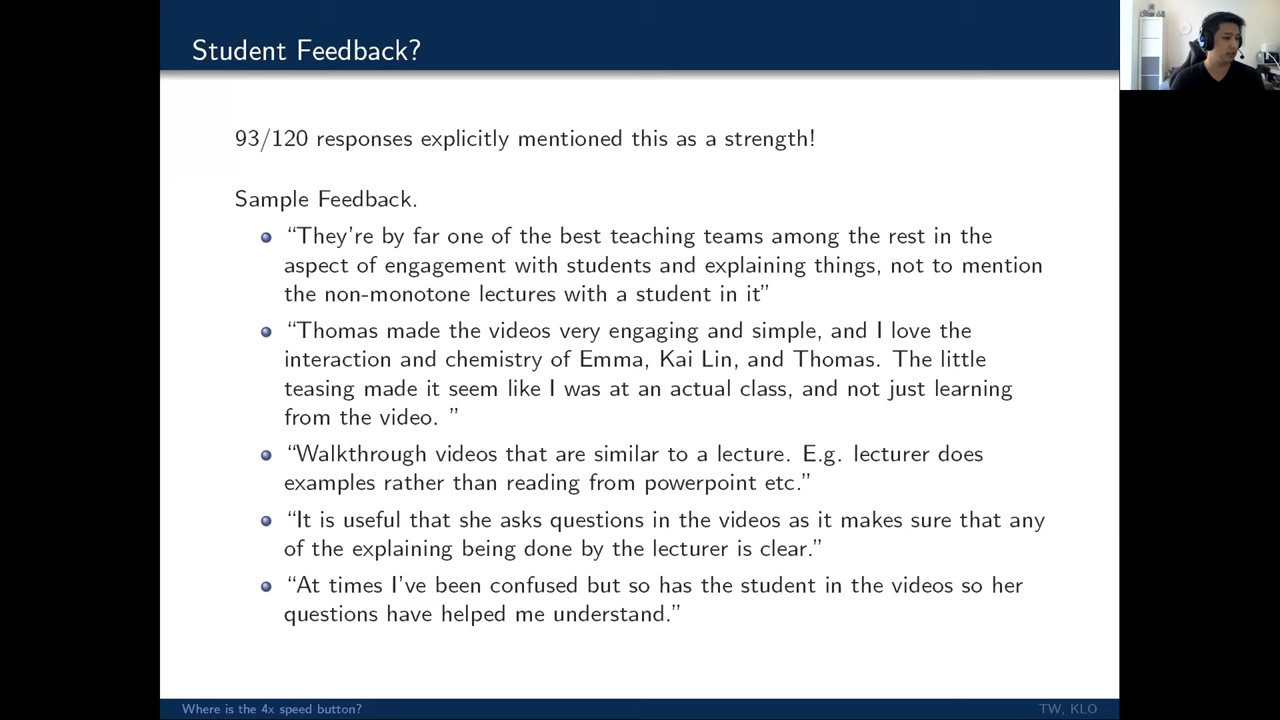 Student Feedback?
93/120 responses explicitly mentioned this as a strength!
Sample Feedback.
“They’re by far one of the best teaching teams among the rest in the
aspect of engagement with students and explaining things, not to mention
the non-monotone lectures with a student in it”
“Thomas made the videos very engaging and simple, and I love the
interaction and chemistry of Emma, Kai Lin, and Thomas. The little
teasing made it seem like I was at an actual class, and not just learning
from the video. ”
“Walkthrough videos that are similar to a lecture. E.g. lecturer does
examples rather than reading from powerpoint etc.”
“It is useful that she asks questions in the videos as it makes sure that any
of the explaining being done by the lecturer is clear.”
“At times I’ve been confused but so has the student in the videos so her
questions have helped me understand.”
Where is the 4x speed button?
TW, KLO